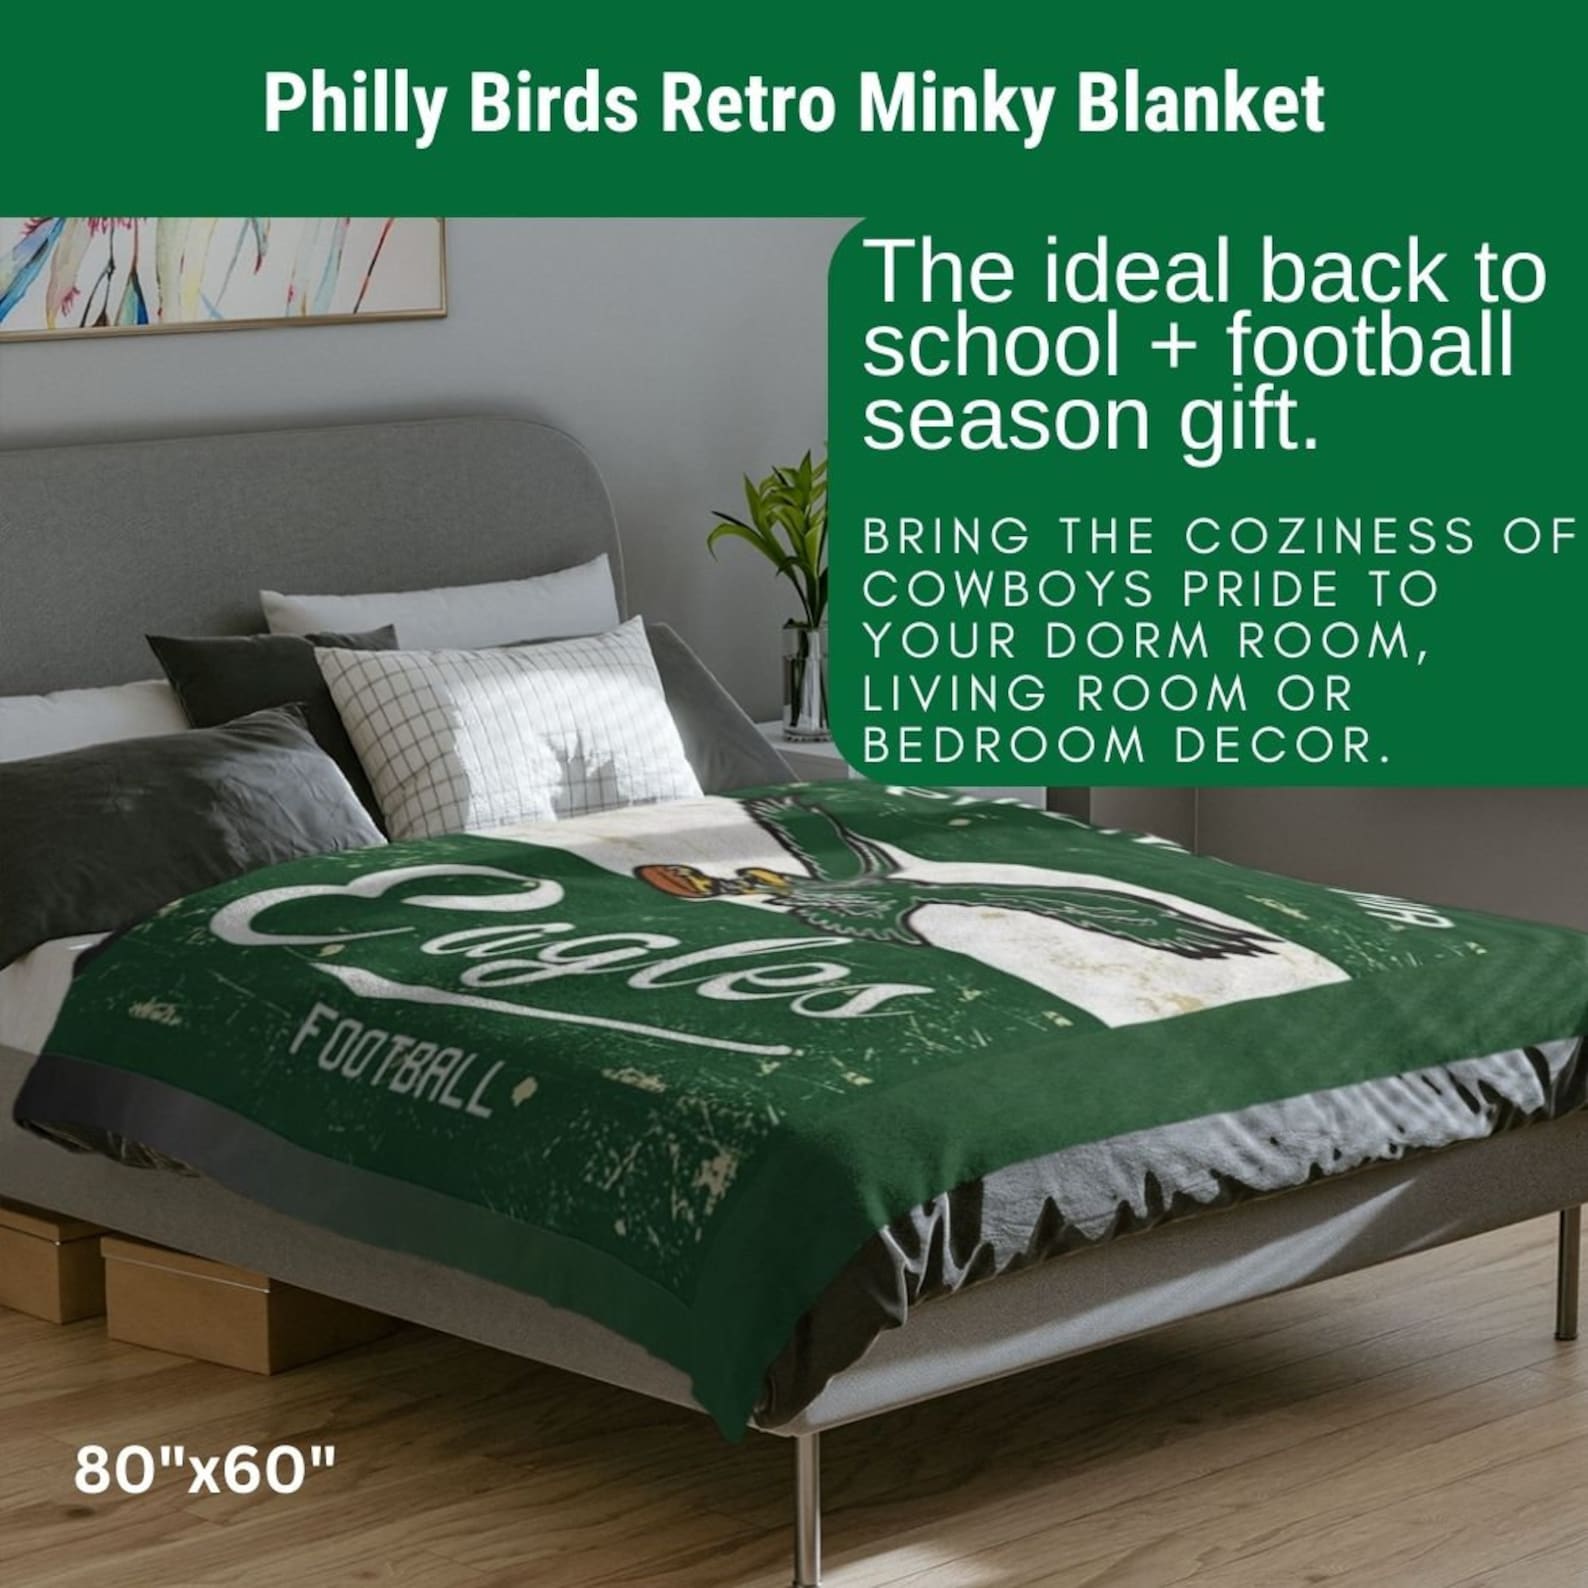 Philly Birds Retro Minky Blanket
The ideal back to
school + football
season gift.
BRING THE COZINESS OF
COWBOYS PRIDE TO
YOUR DORM ROOM,
LIVING ROOM OR
BEDROOM DECOR.
Eagles
FOOTBALL
80"x60"